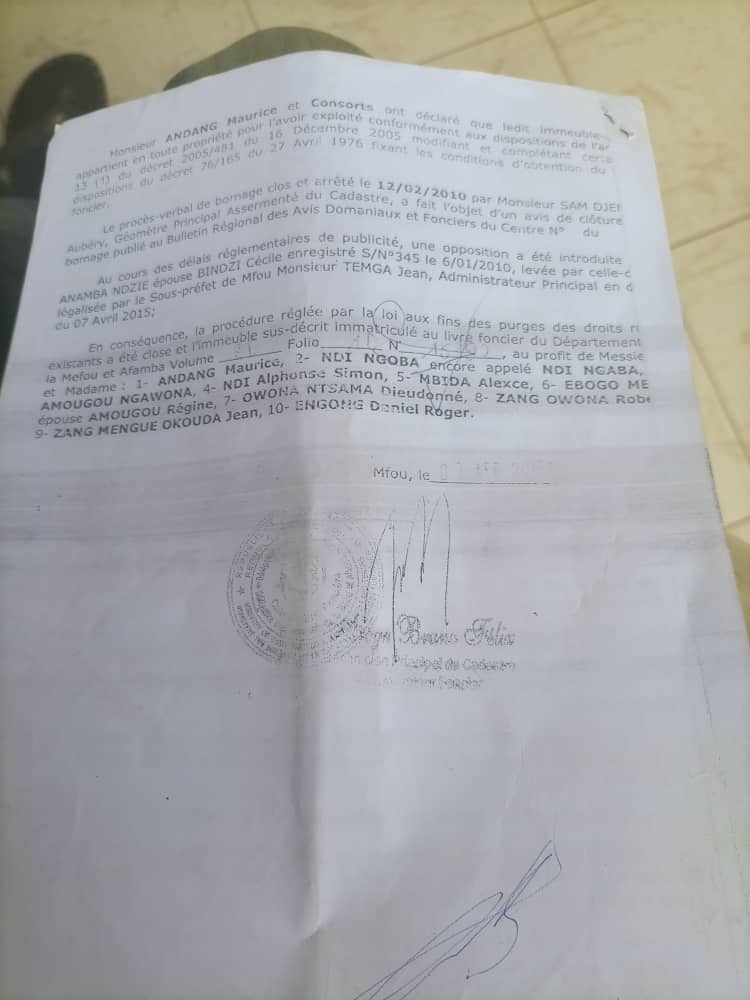 Monsieur ANDANG Maurice et Consorts ont déclaré que ledit immeuble
appartient en toute propriété pour l'avoir exploité conformément aux dispositions de l'ar
13 (1) du décret 2005/481 du 16 Décembre 2005 modifiant et complétant certa
dispositions du décret 76/165 du 27 Avril 1976 fixant les conditions d'obtention du
foncier.
Le procès-verbal de bornage clos et arrêté le 12/02/2010 par Monsieur SAM DJEI
Aubéry, Géomètre Principal Assermenté du Cadastre, a fait l'objet d'un avis de clôture
bornage publié au Bulletin Régional des Avis Domaniaux et Fonciers du Centre N° du
Au cours des délais réglementaires de publicité, une opposition a été introduite
ANAMBA NDZIE épouse BINDZI Cécile enregistré S/N°345 le 6/01/2010, levée par celle-c
légalisée par le Sous-préfet de Mfou Monsieur TEMGA Jean, Administrateur Principal en d
du 07 Avril 2015;
En conséquence, la procédure réglée par la loi aux fins des purges des droits r
existants a été close et l'immeuble sus-décrit immatriculé au livre foncier du Département
la Mefou et Afamba Volume Folio N° , au profit de Messie
et Madame : 1- ANDANG Maurice, 2- NDI NGOBA encore appelé NDI NGABA,
AMOUGOU NGAWONA, 4- NDI Alphonse Simon, 5- MBIDA Alexce, 6- EBOGO ME
épouse AMOUGOU Régine, 7- OWONA NTSAMA Dieudonné, 8- ZANG OWONA Robe
9- ZANG MENGUE OKOUDA Jean, 10- ENGONG Daniel Roger.
Mfou, le
Bruno Félix
Principal du Cadastre